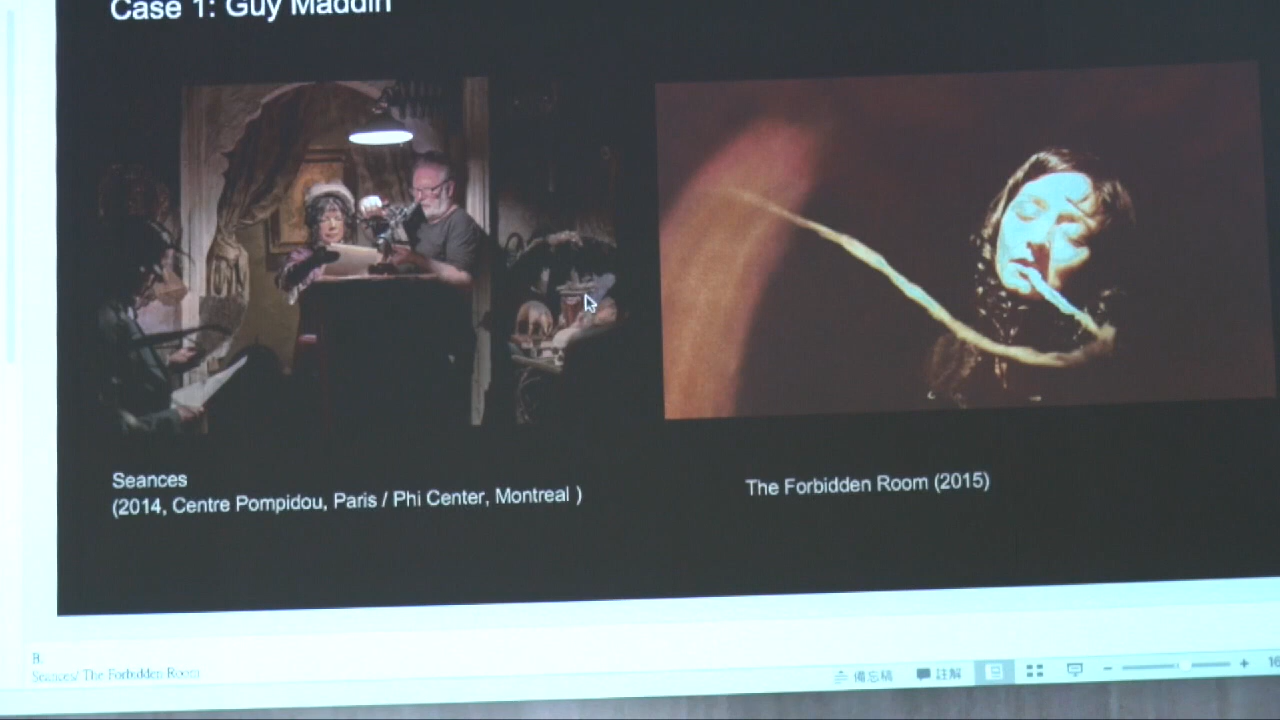 Case 1: Guy Maddin
Seances
(2014, Centre Pompidou, Paris / Phi Center, Montreal )
The Forbidden Room (2015)
Seances/ The Forbidden Room
備忘稿
註解